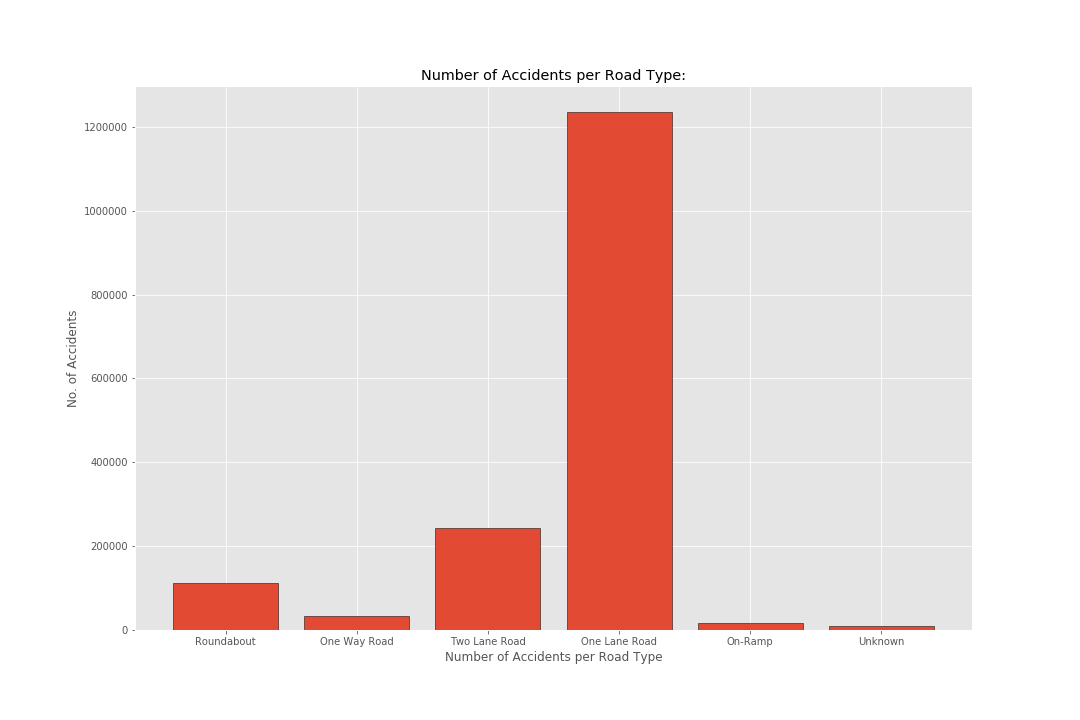 Number of Accidents per Road Type:
1200000
1000000
800000
600000
400000
200000
0
No. of Accidents
Roundabout One Way Road Two Lane Road One Lane Road On-Ramp Unknown
Number of Accidents per Road Type